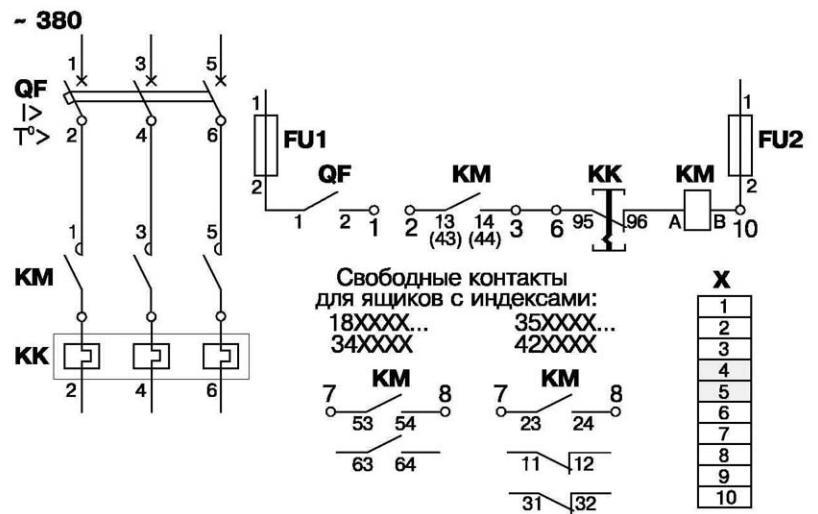 ~ 380
1 3 5
QF
I>
T°>
2 4 6
1
FU1
2
QF
1 2 1
KM
2 13 14 3 6
(43) (44)
KK
95 96
KM
A B 10
1
FU2
2
1 3 5
KM
KK
2 4 6
Свободные контакты
для ящиков с индексами:
18XXXX... 35XXXX...
34XXXX 42XXXX
KM
7 8
53 54
63 64
KM
7 8
23 24
11 12
31 32
X
1
2
3
4
5
6
7
8
9
10